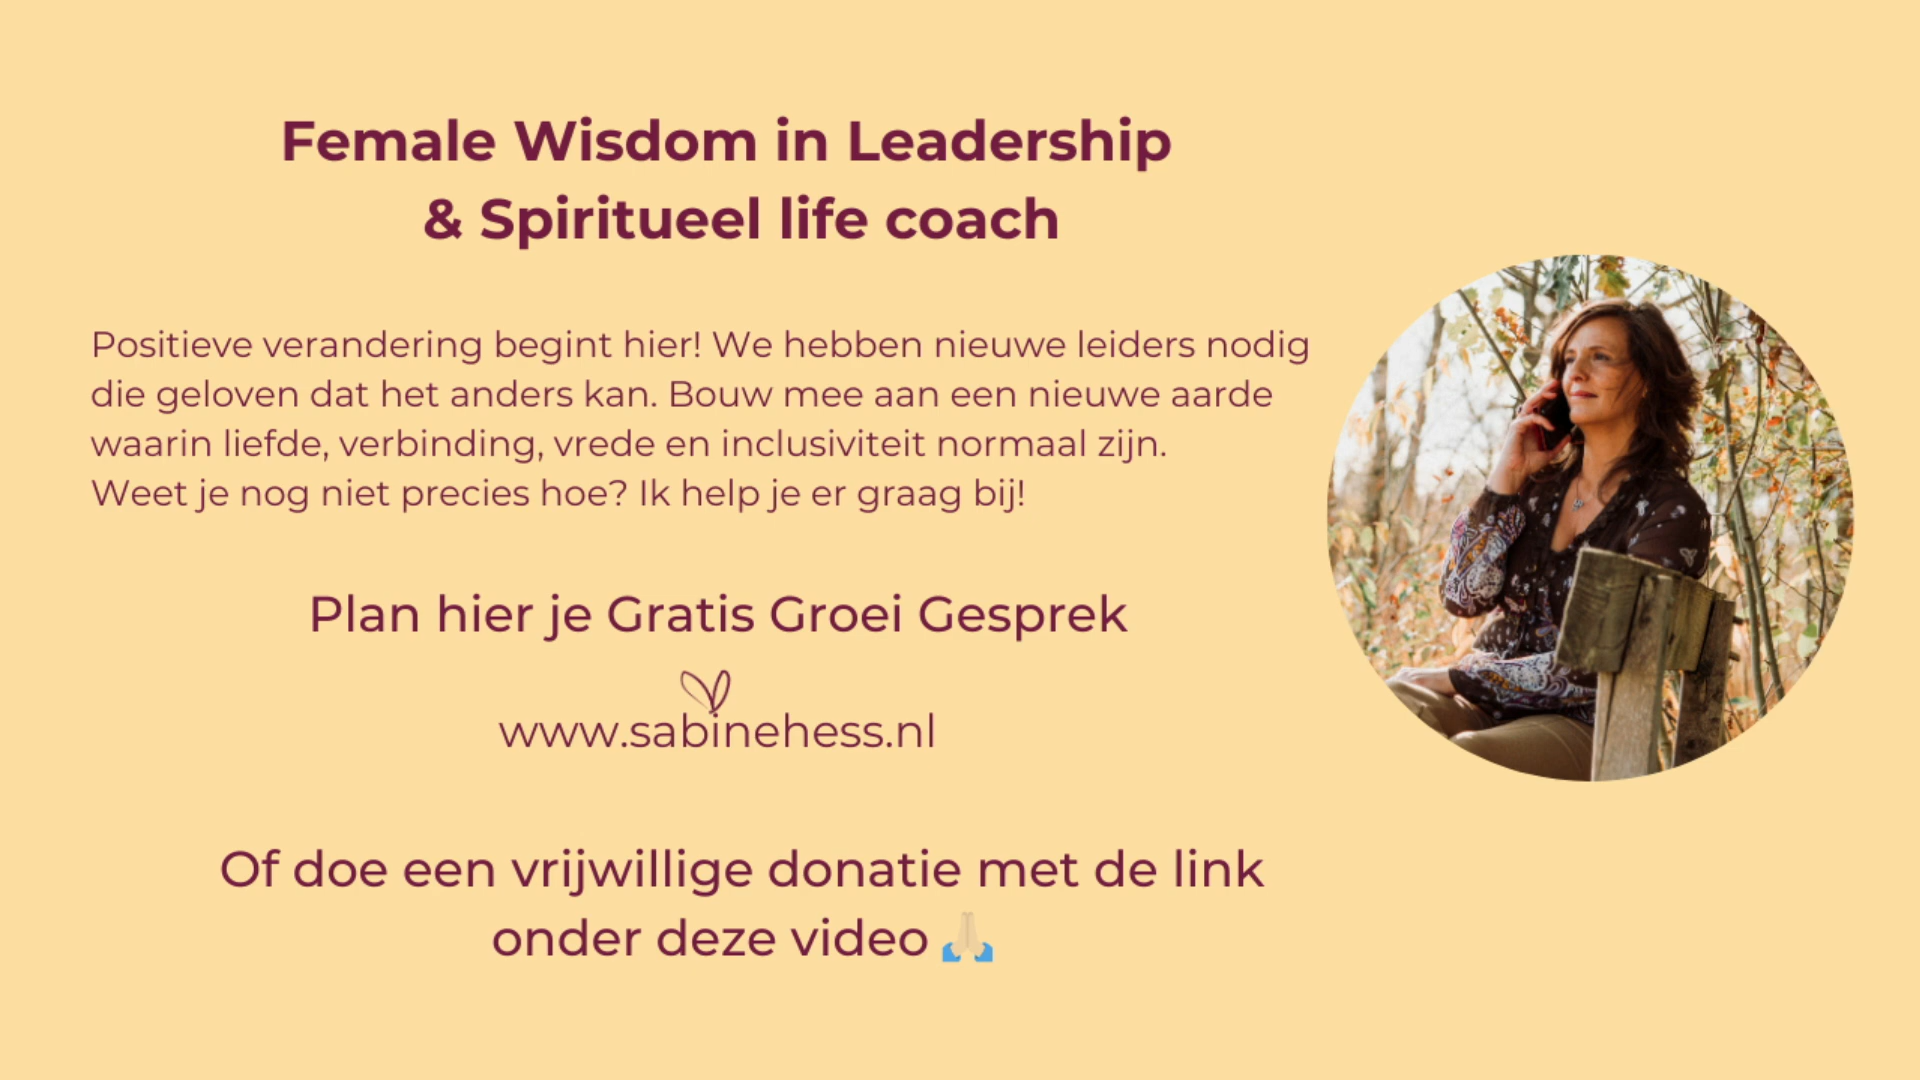 Female Wisdom in Leadership
& Spiritueel life coach
Positieve verandering begint hier! We hebben nieuwe leiders nodig
die geloven dat het anders kan. Bouw mee aan een nieuwe aarde
waarin liefde, verbinding, vrede en inclusiviteit normaal zijn.
Weet je nog niet precies hoe? Ik help je er graag bij!
Plan hier je Gratis Groei Gesprek
www.sabinehess.nl
Of doe een vrijwillige donatie met de link
onder deze video 🙏🏼